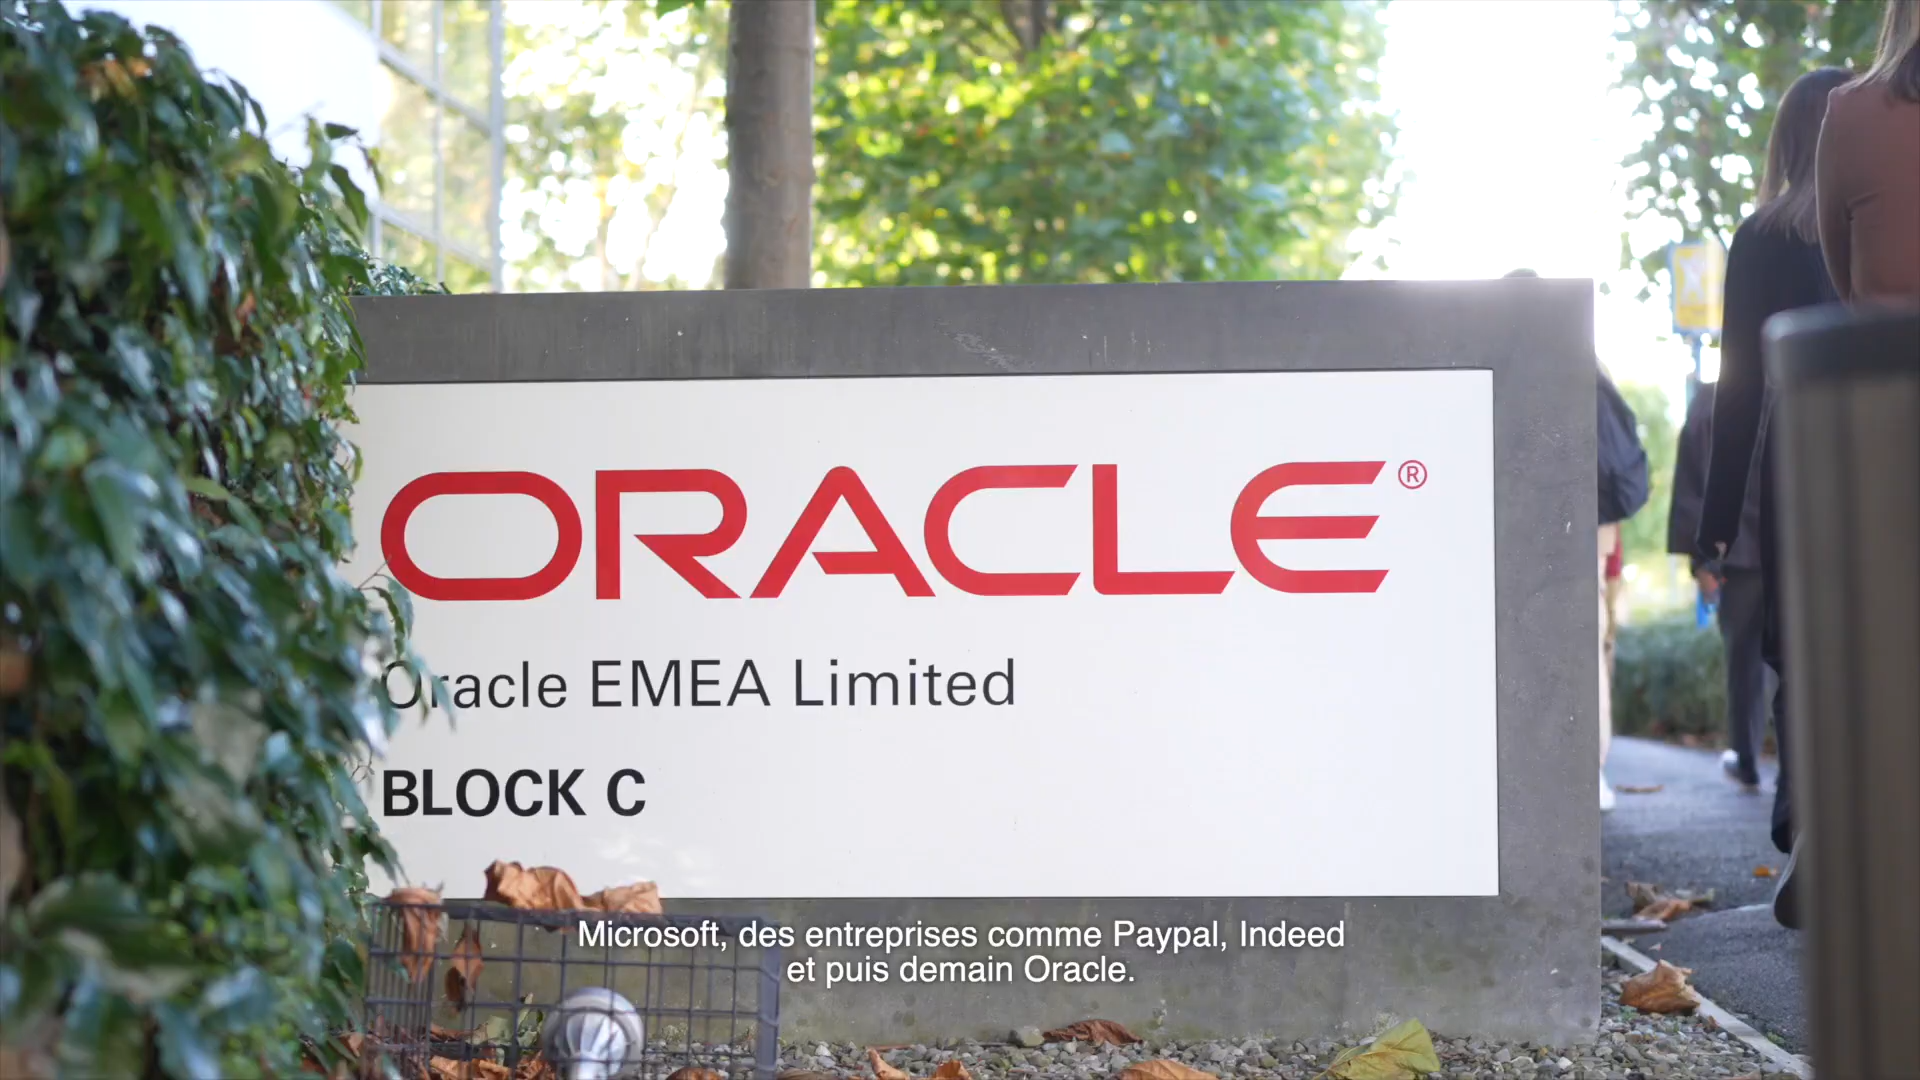 ORACLE®
Oracle EMEA Limited
BLOCK C
Microsoft, des entreprises comme Paypal, Indeed
et puis demain Oracle.